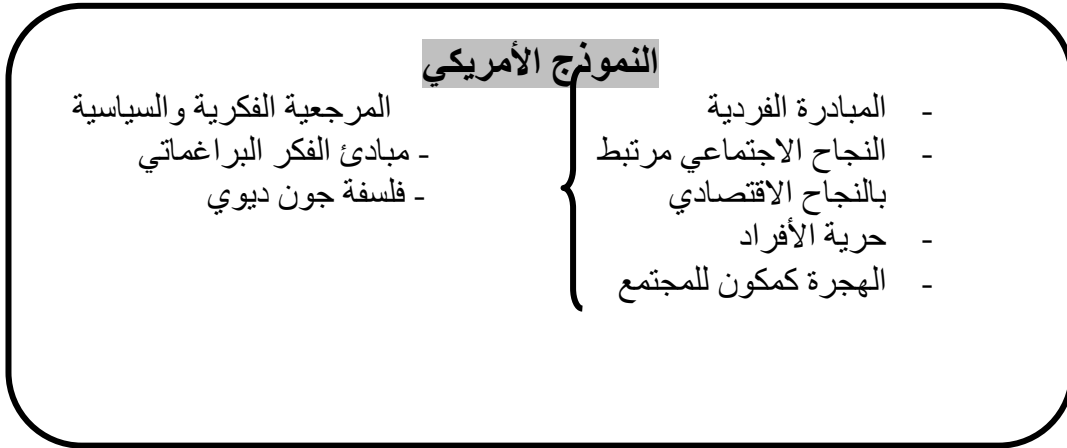 النموذج الأمريكي
- المبادرة الفردية
- النجاح الاجتماعي مرتبط
بالنجاح الاقتصادي
- حرية الأفراد
- الهجرة كمكون للمجتمع
المرجعية الفكرية والسياسية
- مبادئ الفكر البراغماتي
- فلسفة جون ديوي